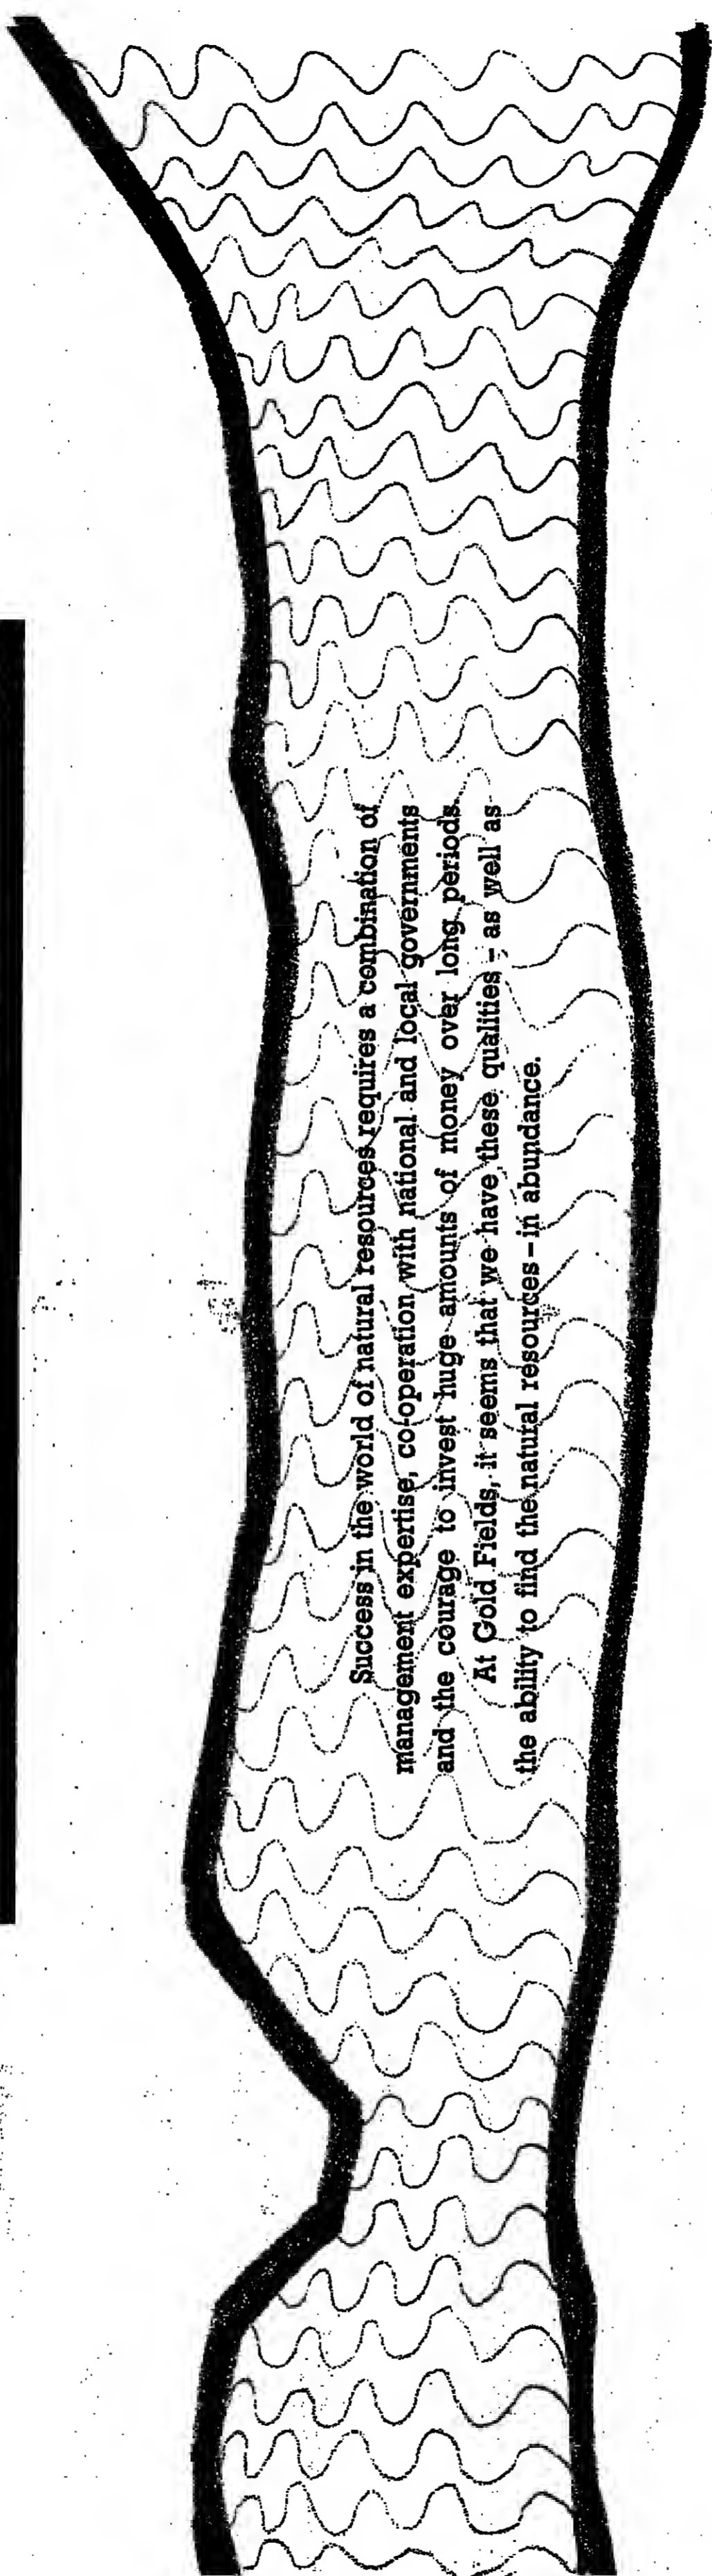 Success in the world of natural resources requires a combination of
management expertise, co-operation with national and local governments
and the courage to invest huge amounts of money over long periods.
At Gold Fields, it seems that we have these qualities – as well as
the ability to find the natural resources – in abundance.